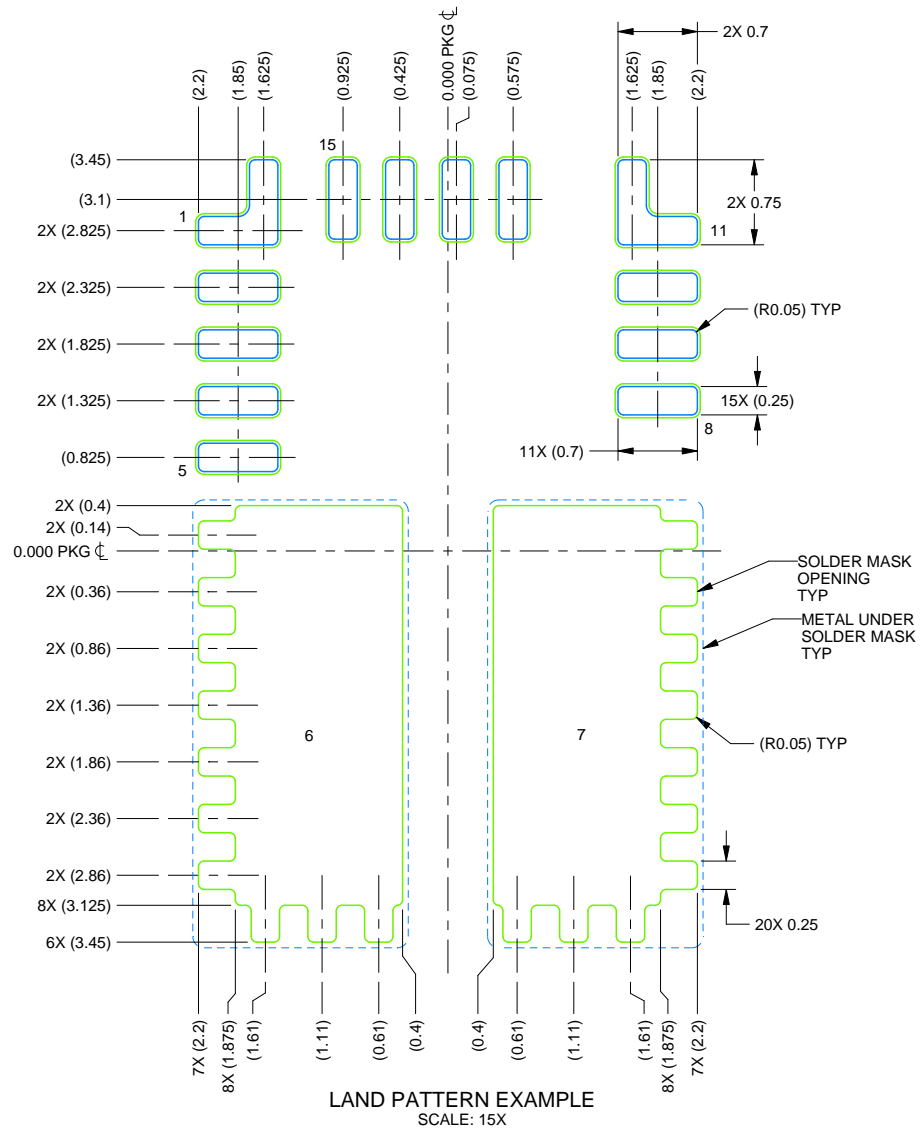 (2.2)
(1.85)
(1.625)
(0.925)
(0.425)
0.000 PKG ℄
(0.075)
(0.575)
2X 0.7
(1.625)
(1.85)
(2.2)
15
(3.45)
(3.1)
1
2X (2.825)
2X 0.75
11
2X (2.325)
(R0.05) TYP
2X (1.825)
2X (1.325)
15X (0.25)
8
11X (0.7)
(0.825)
5
2X (0.4)
2X (0.14)
0.000 PKG ℄
SOLDER MASK
OPENING
TYP
2X (0.36)
METAL UNDER
SOLDER MASK
TYP
2X (0.86)
2X (1.36)
6
7
(R0.05) TYP
2X (1.86)
2X (2.36)
2X (2.86)
8X (3.125)
20X 0.25
6X (3.45)
7X (2.2)
8X (1.875)
(1.61)
(1.11)
(0.61)
(0.4)
(0.4)
(0.61)
(1.11)
(1.61)
8X (1.875)
7X (2.2)
LAND PATTERN EXAMPLE
SCALE: 15X